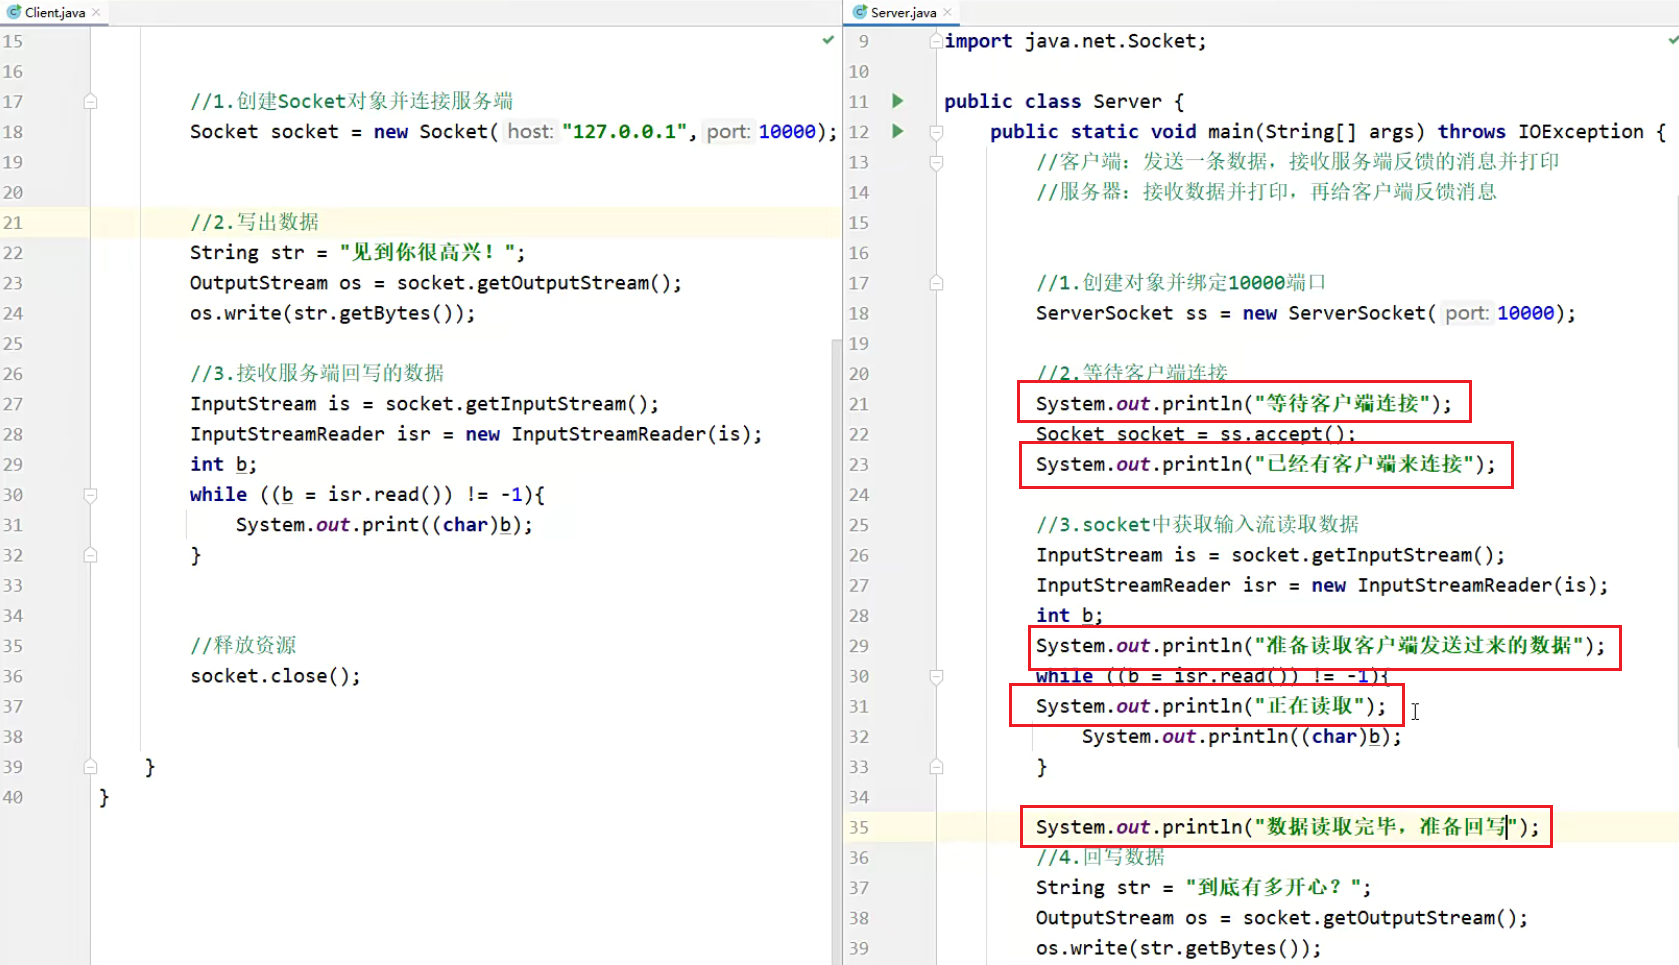 Client.java
15
16
17 //1.创建Socket对象并连接服务端
18 Socket socket = new Socket( host: "127.0.0.1", port: 10000);
19
20
21 //2.写出数据
22 String str = "见到你很高兴！";
23 OutputStream os = socket.getOutputStream();
24 os.write(str.getBytes());
25
26 //3.接收服务端回写的数据
27 InputStream is = socket.getInputStream();
28 InputStreamReader isr = new InputStreamReader(is);
29 int b;
30 while ((b = isr.read()) != -1){
31 System.out.print((char)b);
32 }
33
34
35 //释放资源
36 socket.close();
37
38
39 }
40 }
Server.java
9 import java.net.Socket;
10
11 public class Server {
12 public static void main(String[] args) throws IOException {
13 //客户端：发送一条数据，接收服务端反馈的消息并打印
14 //服务器：接收数据并打印，再给客户端反馈消息
15
16
17 //1.创建对象并绑定10000端口
18 ServerSocket ss = new ServerSocket( port: 10000);
19
20 //2.等待客户端连接
21 System.out.println("等待客户端连接");
22 Socket socket = ss.accept();
23 System.out.println("已经有客户端来连接");
24
25 //3.socket中获取输入流读取数据
26 InputStream is = socket.getInputStream();
27 InputStreamReader isr = new InputStreamReader(is);
28 int b;
29 System.out.println("准备读取客户端发送过来的数据");
30 while ((b = isr.read()) != -1){
31 System.out.println("正在读取");
32 System.out.println((char)b);
33 }
34
35 System.out.println("数据读取完毕，准备回写");
36 //4.回写数据
37 String str = "到底有多开心？";
38 OutputStream os = socket.getOutputStream();
39 os.write(str.getBytes());